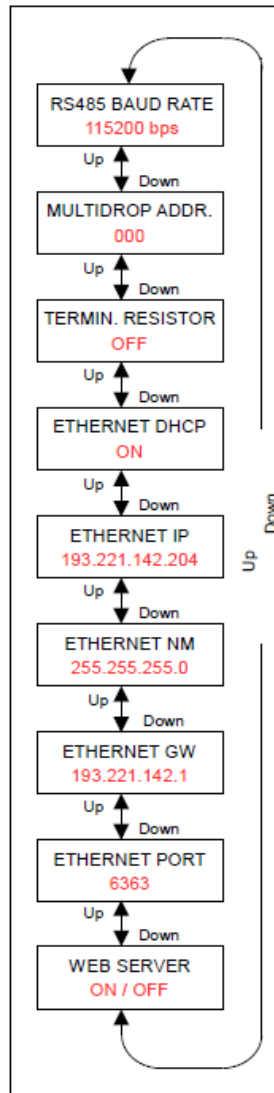 RS485 BAUD RATE
115200 bps
Up
Down
MULTIDROP ADDR.
000
Up
Down
TERMIN. RESISTOR
OFF
Up
Down
ETHERNET DHCP
ON
Up
Down
ETHERNET IP
193.221.142.204
Up
Down
ETHERNET NM
255.255.255.0
Up
Down
ETHERNET GW
193.221.142.1
Up
Down
ETHERNET PORT
6363
Up
Down
WEB SERVER
ON / OFF
Up
Down